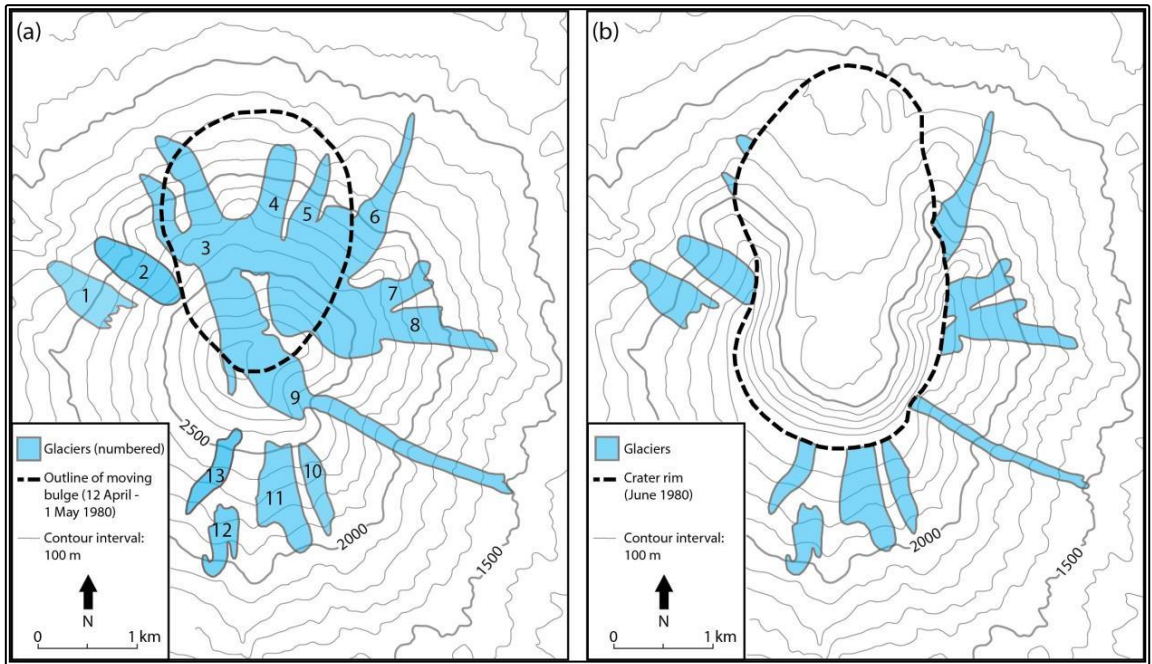 (a)
3
4
5
6
2
1
7
8
9
2500
13
11
10
12
2000
1500
Glaciers (numbered)
Outline of moving
bulge (12 April -
1 May 1980)
Contour interval:
100 m
N
0 1 km
(b)
2000
1500
Glaciers
Crater rim
(June 1980)
Contour interval:
100 m
N
0 1 km